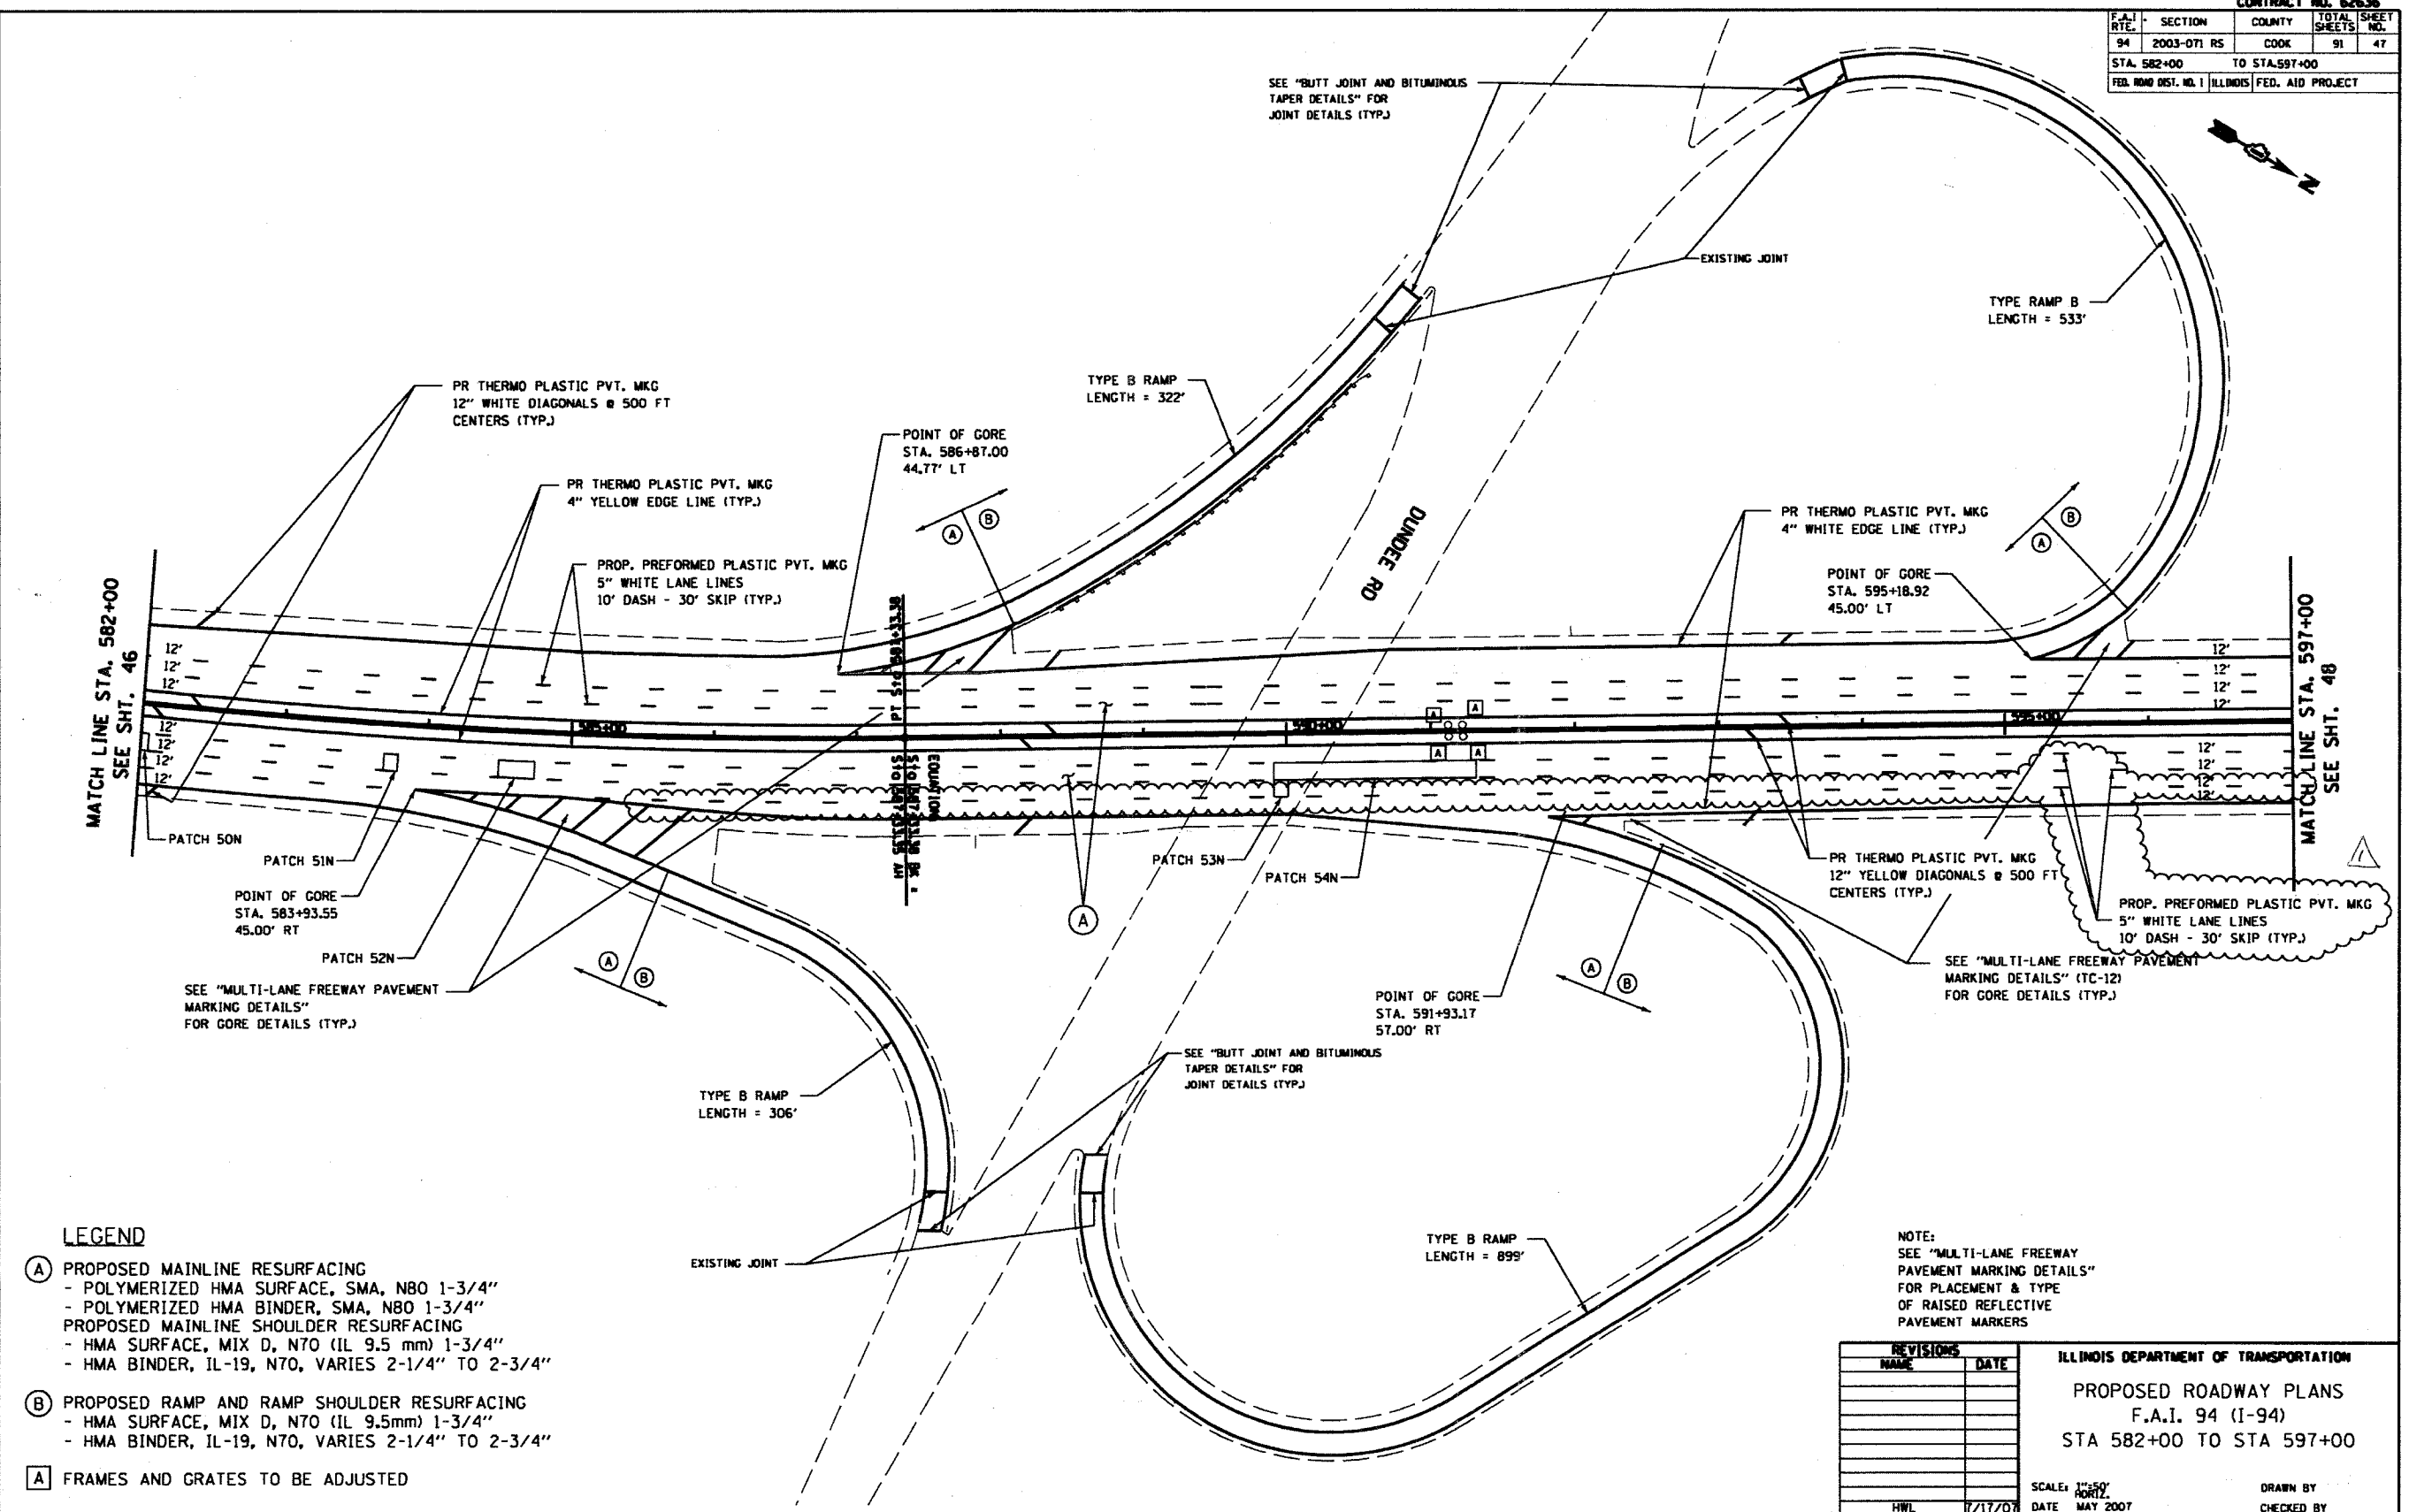 CONTRACT NO. 62636
F.A.I. RTE. SECTION COUNTY TOTAL SHEETS SHEET NO.
94 2003-071 RS COOK 91 47
STA. 582+00 TO STA.597+00
FED. ROAD DIST. NO. 1 ILLINOIS FED. AID PROJECT
N
SEE "BUTT JOINT AND BITUMINOUS
TAPER DETAILS" FOR
JOINT DETAILS (TYP.)
EXISTING JOINT
TYPE RAMP B
LENGTH = 533'
TYPE B RAMP
LENGTH = 322'
PR THERMO PLASTIC PVT. MKG
12" WHITE DIAGONALS @ 500 FT
CENTERS (TYP.)
POINT OF GORE
STA. 586+87.00
44.77' LT
PR THERMO PLASTIC PVT. MKG
4" YELLOW EDGE LINE (TYP.)
A B
PROP. PREFORMED PLASTIC PVT. MKG
5" WHITE LANE LINES
10' DASH - 30' SKIP (TYP.)
DUNDEE RD
PR THERMO PLASTIC PVT. MKG
4" WHITE EDGE LINE (TYP.)
A B
POINT OF GORE
STA. 595+18.92
45.00' LT
MATCH LINE STA. 582+00
SEE SHT. 46
12'
12'
12'
12'
12'
12'
12'
585+00
590+00
595+00
PT Sta 587+33.38
EQUATION
A A
A A
12'
12'
12'
12'
12'
12'
12'
12'
MATCH LINE STA. 597+00
SEE SHT. 48
PATCH 50N
PATCH 51N
POINT OF GORE
STA. 583+93.55
45.00' RT
PATCH 52N
SEE "MULTI-LANE FREEWAY PAVEMENT
MARKING DETAILS"
FOR GORE DETAILS (TYP.)
A B
PATCH 53N
PATCH 54N
A
PR THERMO PLASTIC PVT. MKG
12" YELLOW DIAGONALS @ 500 FT
CENTERS (TYP.)
PROP. PREFORMED PLASTIC PVT. MKG
5" WHITE LANE LINES
10' DASH - 30' SKIP (TYP.)
SEE "MULTI-LANE FREEWAY PAVEMENT
MARKING DETAILS" (TC-12)
FOR GORE DETAILS (TYP.)
A B
POINT OF GORE
STA. 591+93.17
57.00' RT
SEE "BUTT JOINT AND BITUMINOUS
TAPER DETAILS" FOR
JOINT DETAILS (TYP.)
TYPE B RAMP
LENGTH = 306'
EXISTING JOINT
TYPE B RAMP
LENGTH = 899'
LEGEND
A PROPOSED MAINLINE RESURFACING
- POLYMERIZED HMA SURFACE, SMA, N80 1-3/4"
- POLYMERIZED HMA BINDER, SMA, N80 1-3/4"
PROPOSED MAINLINE SHOULDER RESURFACING
- HMA SURFACE, MIX D, N70 (IL 9.5 mm) 1-3/4"
- HMA BINDER, IL-19, N70, VARIES 2-1/4" TO 2-3/4"
B PROPOSED RAMP AND RAMP SHOULDER RESURFACING
- HMA SURFACE, MIX D, N70 (IL 9.5mm) 1-3/4"
- HMA BINDER, IL-19, N70, VARIES 2-1/4" TO 2-3/4"
A FRAMES AND GRATES TO BE ADJUSTED
NOTE:
SEE "MULTI-LANE FREEWAY
PAVEMENT MARKING DETAILS"
FOR PLACEMENT & TYPE
OF RAISED REFLECTIVE
PAVEMENT MARKERS
REVISIONS
NAME DATE
HWL 7/17/07
ILLINOIS DEPARTMENT OF TRANSPORTATION
PROPOSED ROADWAY PLANS
F.A.I. 94 (I-94)
STA 582+00 TO STA 597+00
SCALE: 1"=50' HORIZ.
DRAWN BY
DATE MAY 2007
CHECKED BY